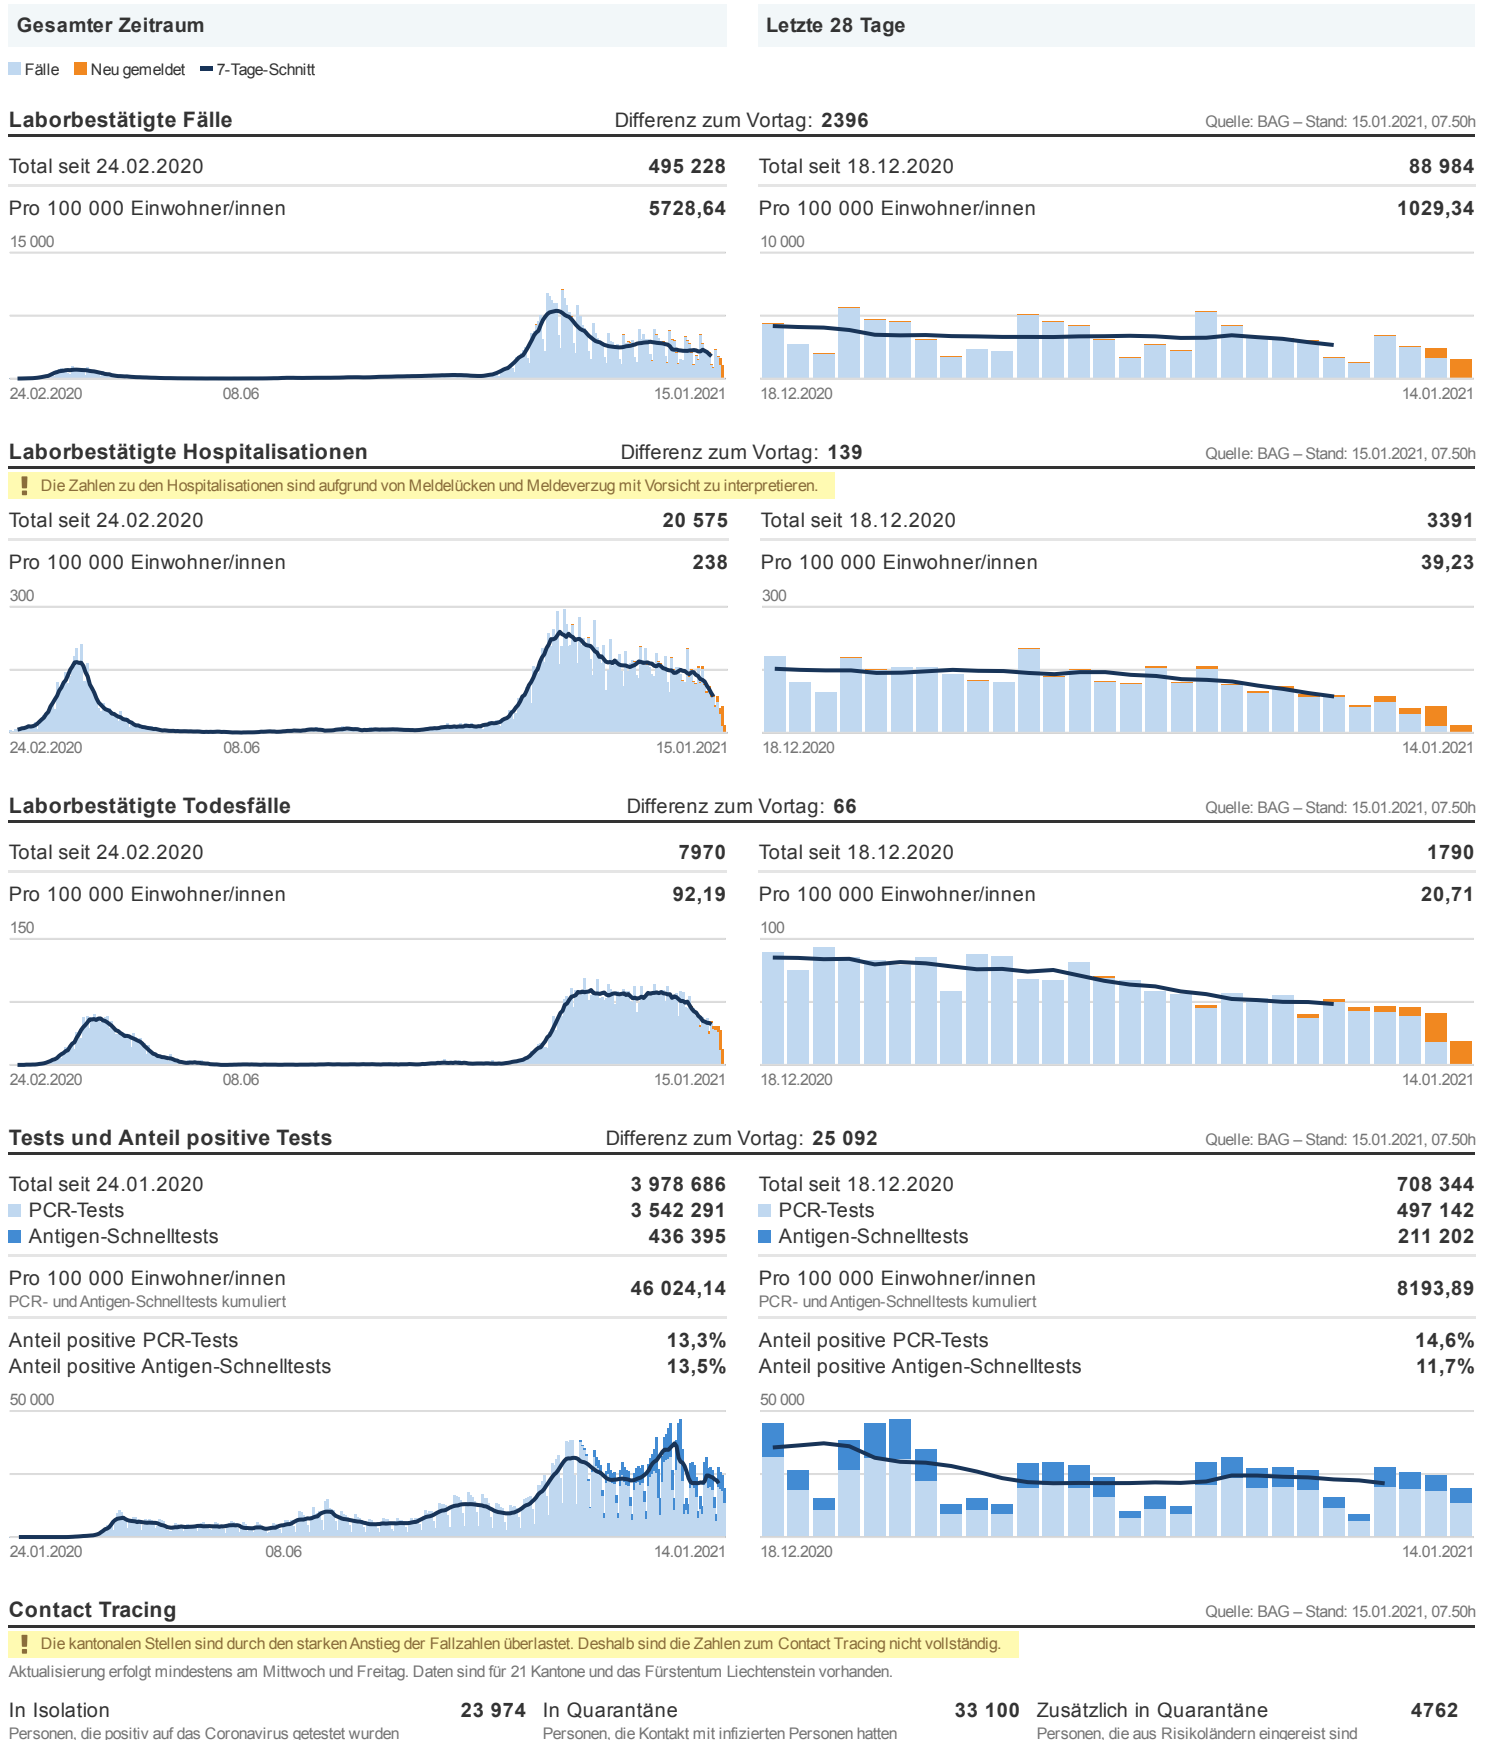 Gesamter Zeitraum
Letzte 28 Tage
Fälle Neu gemeldet 7-Tage-Schnitt
Laborbestätigte Fälle Differenz zum Vortag: 2396 Quelle: BAG – Stand: 15.01.2021, 07.50h
Total seit 24.02.2020 495 228
Pro 100 000 Einwohner/innen 5728,64
15 000
24.02.2020 08.06 15.01.2021
Total seit 18.12.2020 88 984
Pro 100 000 Einwohner/innen 1029,34
10 000
18.12.2020 14.01.2021
Laborbestätigte Hospitalisationen Differenz zum Vortag: 139 Quelle: BAG – Stand: 15.01.2021, 07.50h
! Die Zahlen zu den Hospitalisationen sind aufgrund von Meldelücken und Meldeverzug mit Vorsicht zu interpretieren.
Total seit 24.02.2020 20 575
Pro 100 000 Einwohner/innen 238
300
24.02.2020 08.06 15.01.2021
Total seit 18.12.2020 3391
Pro 100 000 Einwohner/innen 39,23
300
18.12.2020 14.01.2021
Laborbestätigte Todesfälle Differenz zum Vortag: 66 Quelle: BAG – Stand: 15.01.2021, 07.50h
Total seit 24.02.2020 7970
Pro 100 000 Einwohner/innen 92,19
150
24.02.2020 08.06 15.01.2021
Total seit 18.12.2020 1790
Pro 100 000 Einwohner/innen 20,71
100
18.12.2020 14.01.2021
Tests und Anteil positive Tests Differenz zum Vortag: 25 092 Quelle: BAG – Stand: 15.01.2021, 07.50h
Total seit 24.01.2020 3 978 686
PCR-Tests 3 542 291
Antigen-Schnelltests 436 395
Pro 100 000 Einwohner/innen 46 024,14
PCR- und Antigen-Schnelltests kumuliert
Anteil positive PCR-Tests 13,3%
Anteil positive Antigen-Schnelltests 13,5%
50 000
24.01.2020 08.06 14.01.2021
Total seit 18.12.2020 708 344
PCR-Tests 497 142
Antigen-Schnelltests 211 202
Pro 100 000 Einwohner/innen 8193,89
PCR- und Antigen-Schnelltests kumuliert
Anteil positive PCR-Tests 14,6%
Anteil positive Antigen-Schnelltests 11,7%
50 000
18.12.2020 14.01.2021
Contact Tracing Quelle: BAG – Stand: 15.01.2021, 07.50h
! Die kantonalen Stellen sind durch den starken Anstieg der Fallzahlen überlastet. Deshalb sind die Zahlen zum Contact Tracing nicht vollständig.
Aktualisierung erfolgt mindestens am Mittwoch und Freitag. Daten sind für 21 Kantone und das Fürstentum Liechtenstein vorhanden.
In Isolation 23 974
Personen, die positiv auf das Coronavirus getestet wurden
In Quarantäne 33 100
Personen, die Kontakt mit infizierten Personen hatten
Zusätzlich in Quarantäne 4762
Personen, die aus Risikoländern eingereist sind